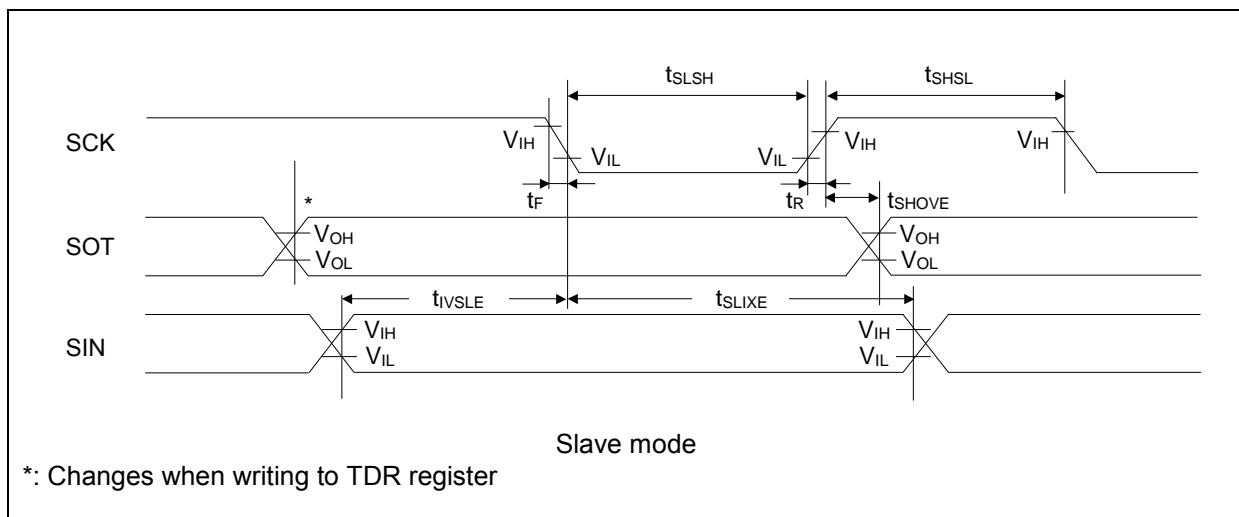 tSLSH tSHSL
SCK VIH VIL VIL VIH VIH
tF tR tSHOVE
*
SOT VOH VOH
VOL VOL
tIVSLE tSLIXE
SIN VIH VIH
VIL VIL
Slave mode
*: Changes when writing to TDR register